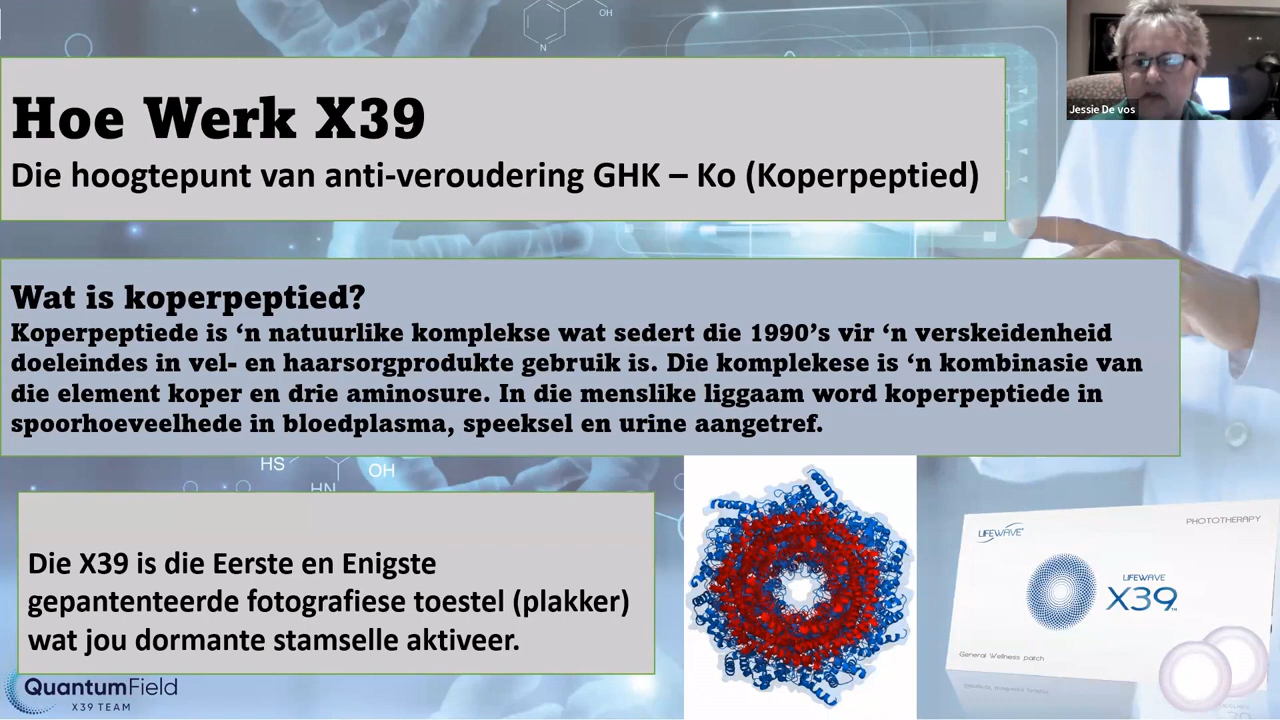 OH
N
Jessie De vos
Hoe Werk X39
Die hoogtepunt van anti-veroudering GHK – Ko (Koperpeptied)
Wat is koperpeptied?
Koperpeptiede is ‘n natuurlike komplekse wat sedert die 1990’s vir ‘n verskeidenheid
doeleindes in vel- en haarsorgprodukte gebruik is. Die komplekese is ‘n kombinasie van
die element koper en drie aminosure. In die menslike liggaam word koperpeptiede in
spoorhoeveelhede in bloedplasma, speeksel en urine aangetref.
HS
OH
HN
Die X39 is die Eerste en Enigste
gepantenteerde fotografiese toestel (plakker)
wat jou dormante stamselle aktiveer.
QuantumField
X39 TEAM
PHOTOTHERAPY
LIFEWAVE
LIFEWAVE
X39™
General Wellness patch